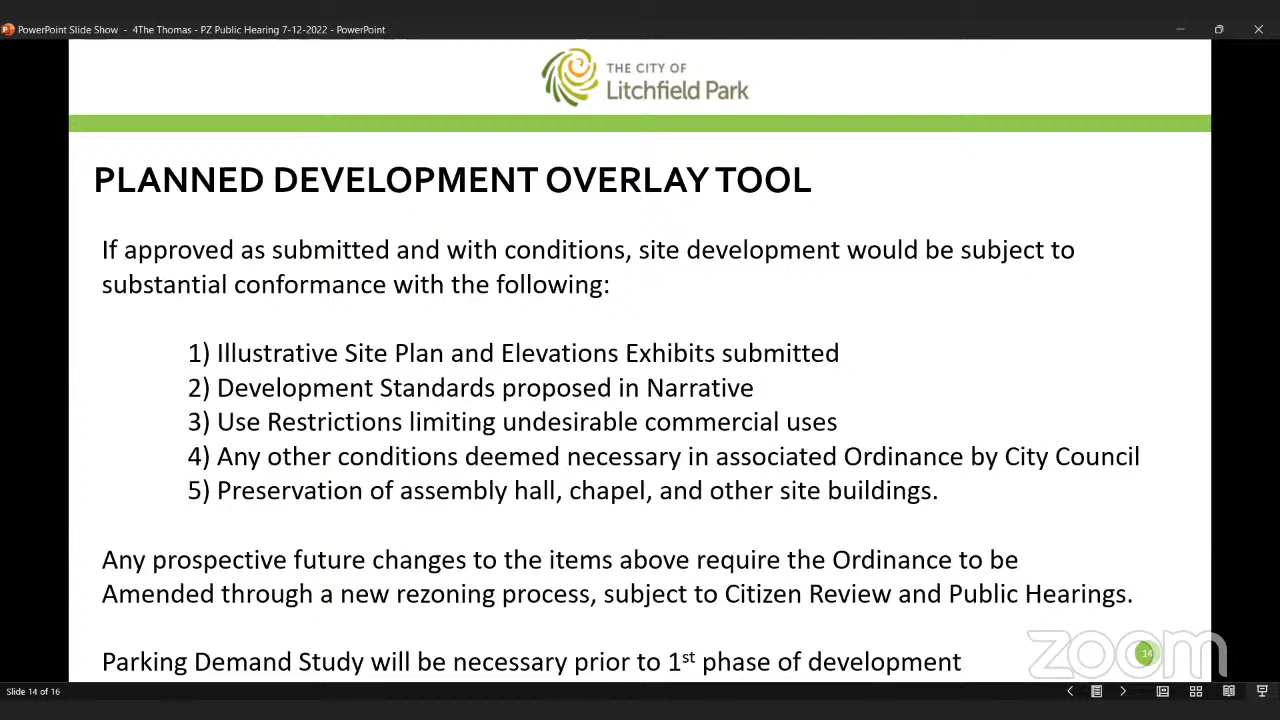 PowerPoint Slide Show - 4The Thomas - PZ Public Hearing 7-12-2022 - PowerPoint
THE CITY OF
Litchfield Park
PLANNED DEVELOPMENT OVERLAY TOOL
If approved as submitted and with conditions, site development would be subject to
substantial conformance with the following:
1) Illustrative Site Plan and Elevations Exhibits submitted
2) Development Standards proposed in Narrative
3) Use Restrictions limiting undesirable commercial uses
4) Any other conditions deemed necessary in associated Ordinance by City Council
5) Preservation of assembly hall, chapel, and other site buildings.
Any prospective future changes to the items above require the Ordinance to be
Amended through a new rezoning process, subject to Citizen Review and Public Hearings.
Parking Demand Study will be necessary prior to 1st phase of development
zoom
14
Slide 14 of 16